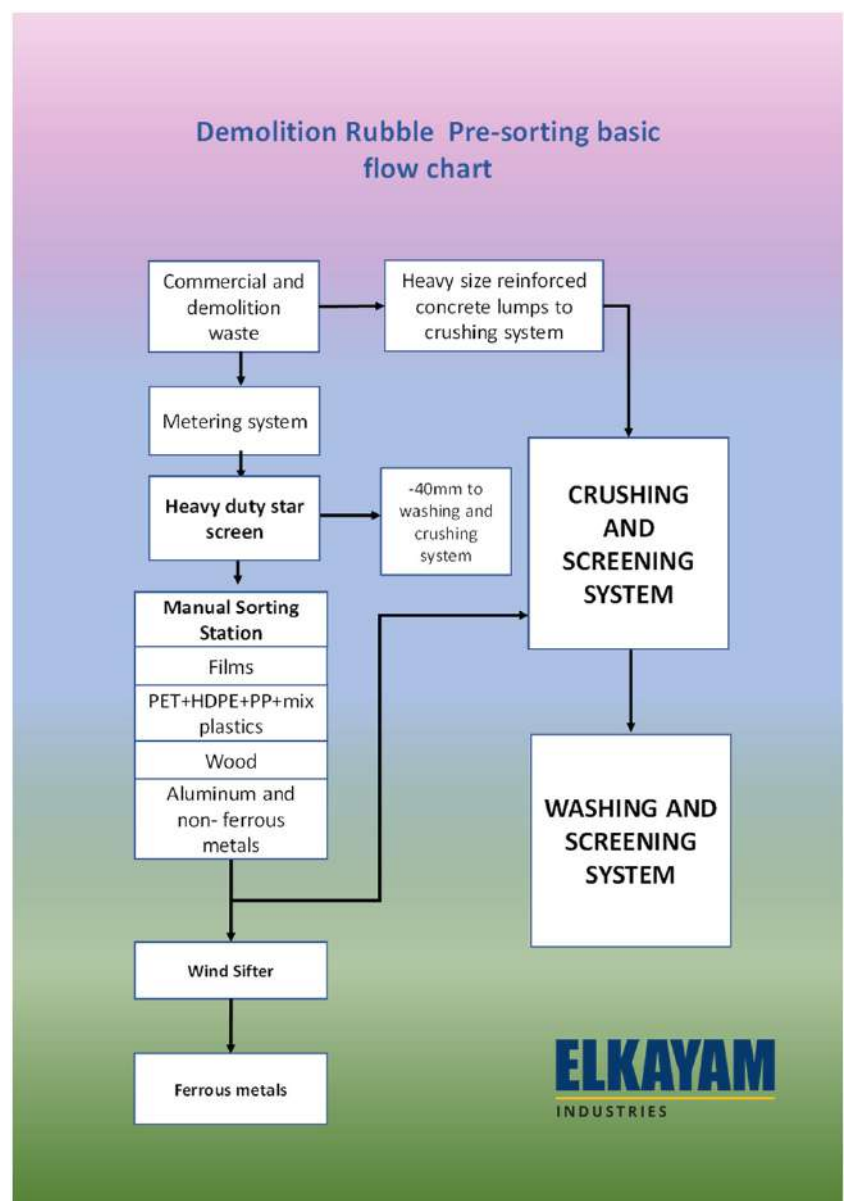 Demolition Rubble Pre-sorting basic
flow chart
Commercial and
demolition
waste
Heavy size reinforced
concrete lumps to
crushing system
Metering system
Heavy duty star
screen
-40mm to
washing and
crushing
system
CRUSHING
AND
SCREENING
SYSTEM
Manual Sorting
Station
Films
PET+HDPE+PP+mix
plastics
Wood
Aluminum and
non- ferrous
metals
WASHING AND
SCREENING
SYSTEM
Wind Sifter
Ferrous metals
ELKAYAM
INDUSTRIES